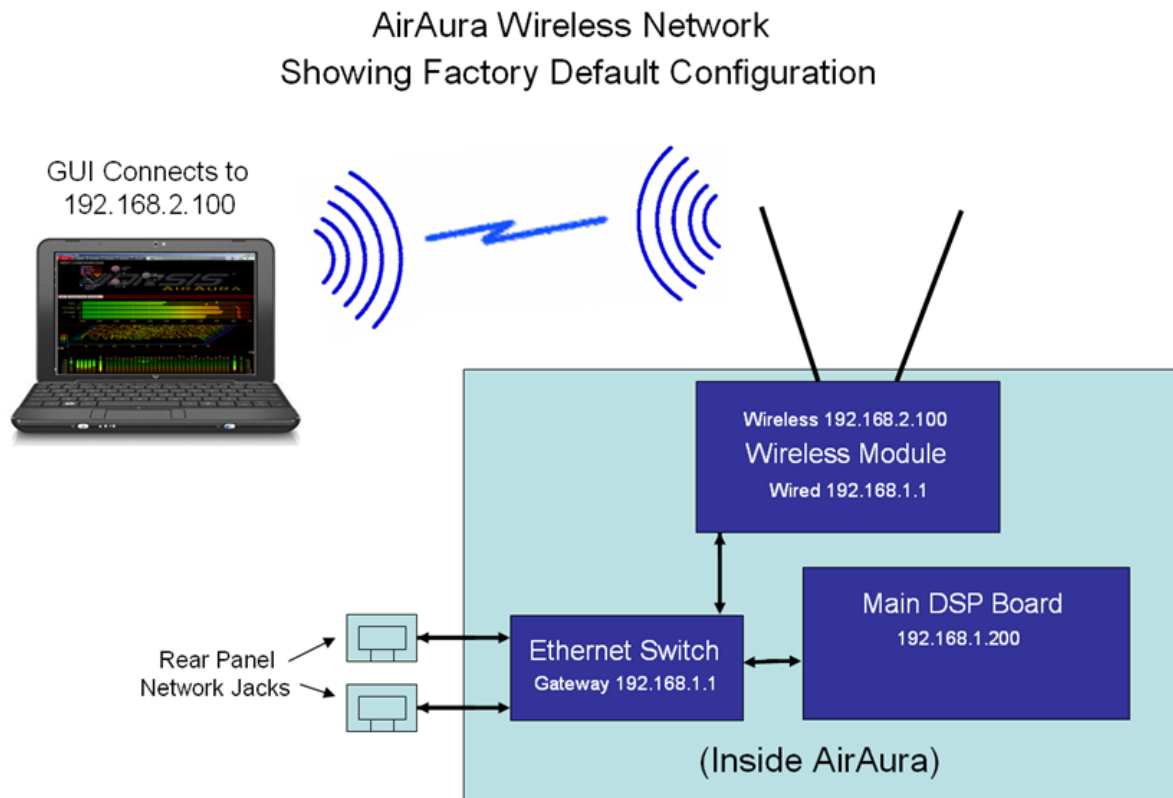 AirAura Wireless Network
Showing Factory Default Configuration
GUI Connects to
192.168.2.100
VORSIS
AIRAURA
Wireless 192.168.2.100
Wireless Module
Wired 192.168.1.1
Main DSP Board
192.168.1.200
Ethernet Switch
Gateway 192.168.1.1
Rear Panel
Network Jacks
(Inside AirAura)